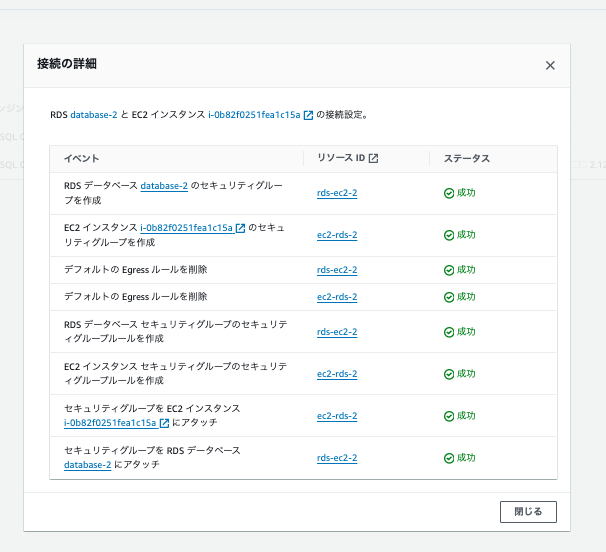 接続の詳細
RDS database-2 と EC2 インスタンス i-0b82f0251fea1c15a の接続設定。
イベント
リソース ID
ステータス
RDS データベース database-2 のセキュリティグルー
プを作成
rds-ec2-2
成功
EC2 インスタンス i-0b82f0251fea1c15a のセキュ
リティグループを作成
ec2-rds-2
成功
デフォルトの Egress ルールを削除
rds-ec2-2
成功
デフォルトの Egress ルールを削除
ec2-rds-2
成功
RDS データベース セキュリティグループのセキュリティ
グループルールを作成
rds-ec2-2
成功
EC2 インスタンス セキュリティグループのセキュリテ
ィグループルールを作成
ec2-rds-2
成功
セキュリティグループを EC2 インスタンス
i-0b82f0251fea1c15a にアタッチ
ec2-rds-2
成功
セキュリティグループを RDS データベース
database-2 にアタッチ
rds-ec2-2
成功
閉じる